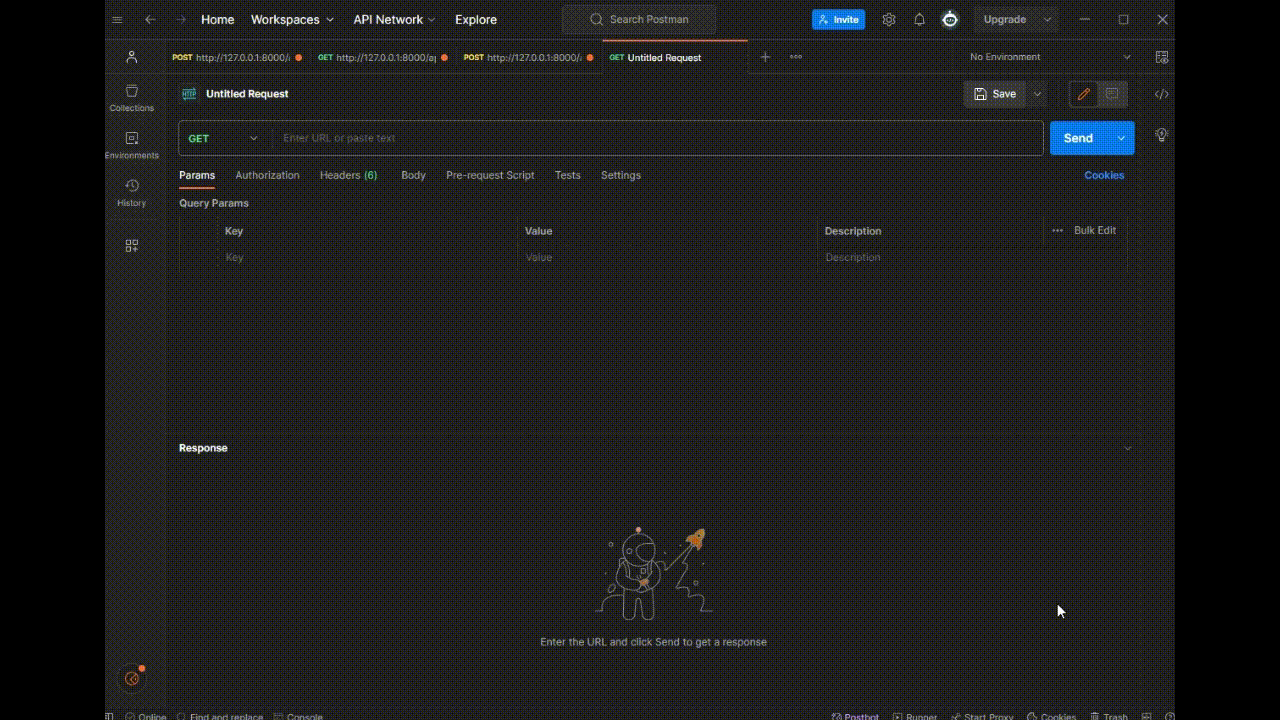 Home Workspaces API Network Explore Search Postman Invite Upgrade
POST http://127.0.0.1:8000/ GET http://127.0.0.1:8000/a POST http://127.0.0.1:8000/ GET Untitled Request No Environment
HTTP Untitled Request Save
Collections
GET Enter URL or paste text Send
Environments
Params Authorization Headers (6) Body Pre-request Script Tests Settings Cookies
History
Query Params
Key Value Description Bulk Edit
Key Value Description
Response
Enter the URL and click Send to get a response
Online Find and replace Console Postbot Runner Start Proxy Cookies Trash